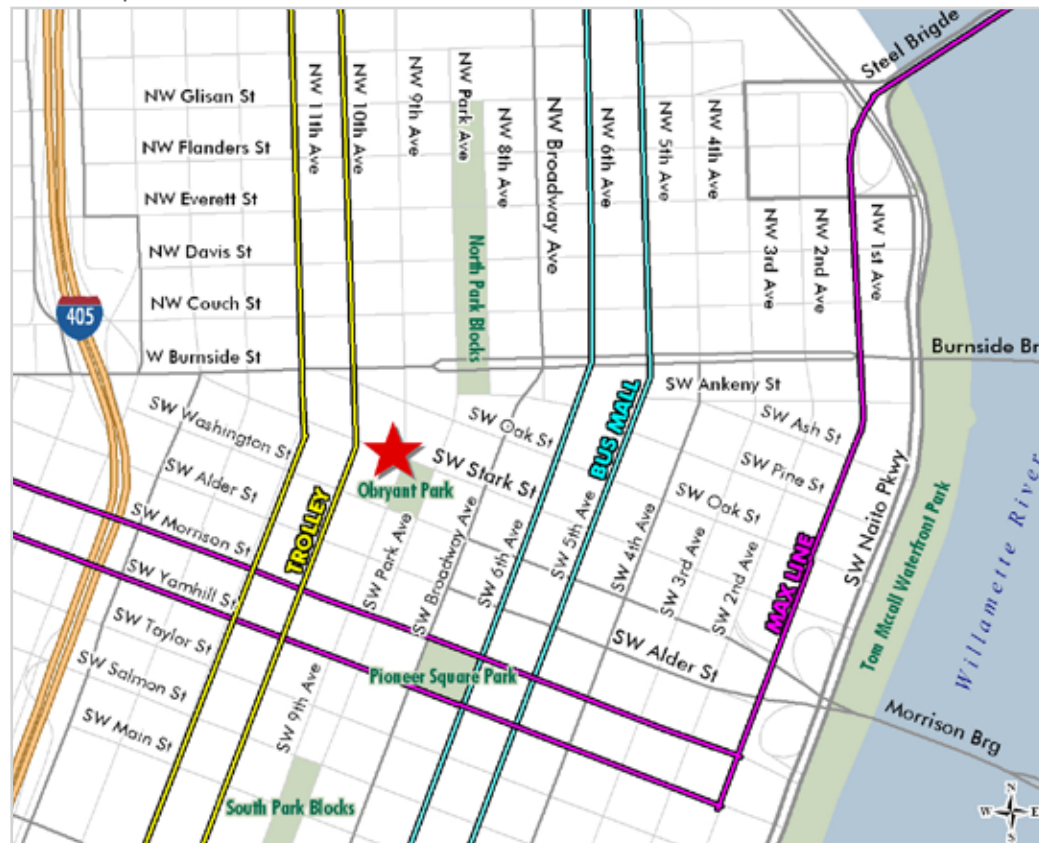 Steel Brigde
NW Glisan St
NW Flanders St
NW Everett St
NW Davis St
NW Couch St
W Burnside St
NW 11th Ave
NW 10th Ave
NW 9th Ave
NW Park Ave
NW 8th Ave
NW Broadway Ave
NW 6th Ave
NW 5th Ave
NW 4th Ave
NW 3rd Ave
NW 2nd Ave
NW 1st Ave
North Park Blocks
405
Burnside Br
SW Ankeny St
SW Washington St
SW Alder St
SW Morrison St
SW Yamhill St
SW Taylor St
SW Salmon St
SW Main St
TROLLEY
Obryant Park
SW Oak St
SW Stark St
BUS MALL
SW Ash St
SW Pine St
SW Oak St
SW Park Ave
SW Broadway Ave
SW 6th Ave
SW 5th Ave
SW 4th Ave
SW 3rd Ave
SW 2nd Ave
MAX LINE
SW Naito Pkwy
Tom Mccall Waterfront Park
Willamette River
SW Alder St
Pioneer Square Park
Morrison Brg
SW 9th Ave
South Park Blocks
N
W E
S